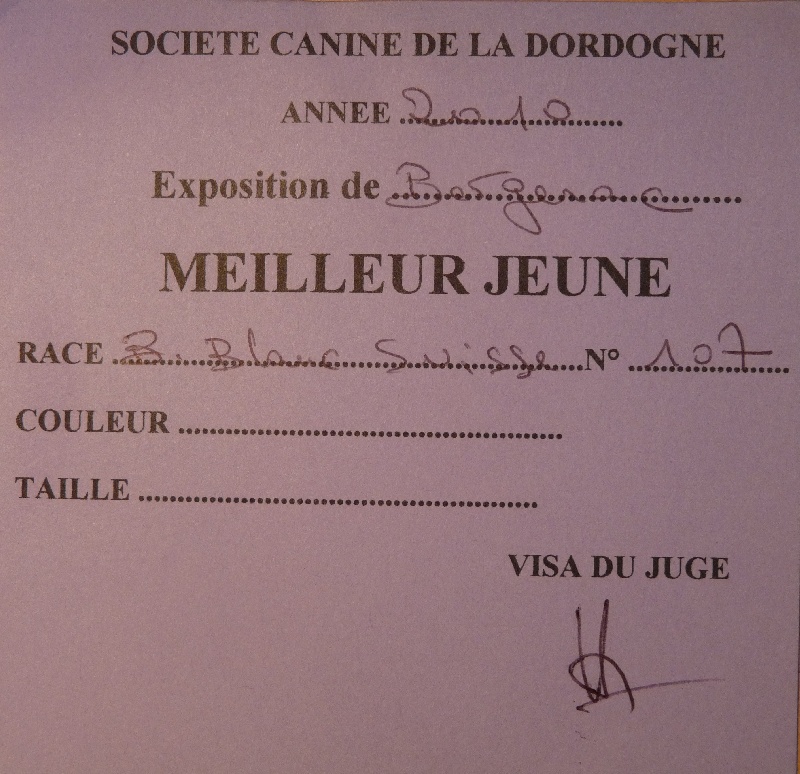 SOCIETE CANINE DE LA DORDOGNE
ANNEE 2010
Exposition de Bergerac
MEILLEUR JEUNE
RACE B. Blanc Suisse N° 107
COULEUR
TAILLE
VISA DU JUGE